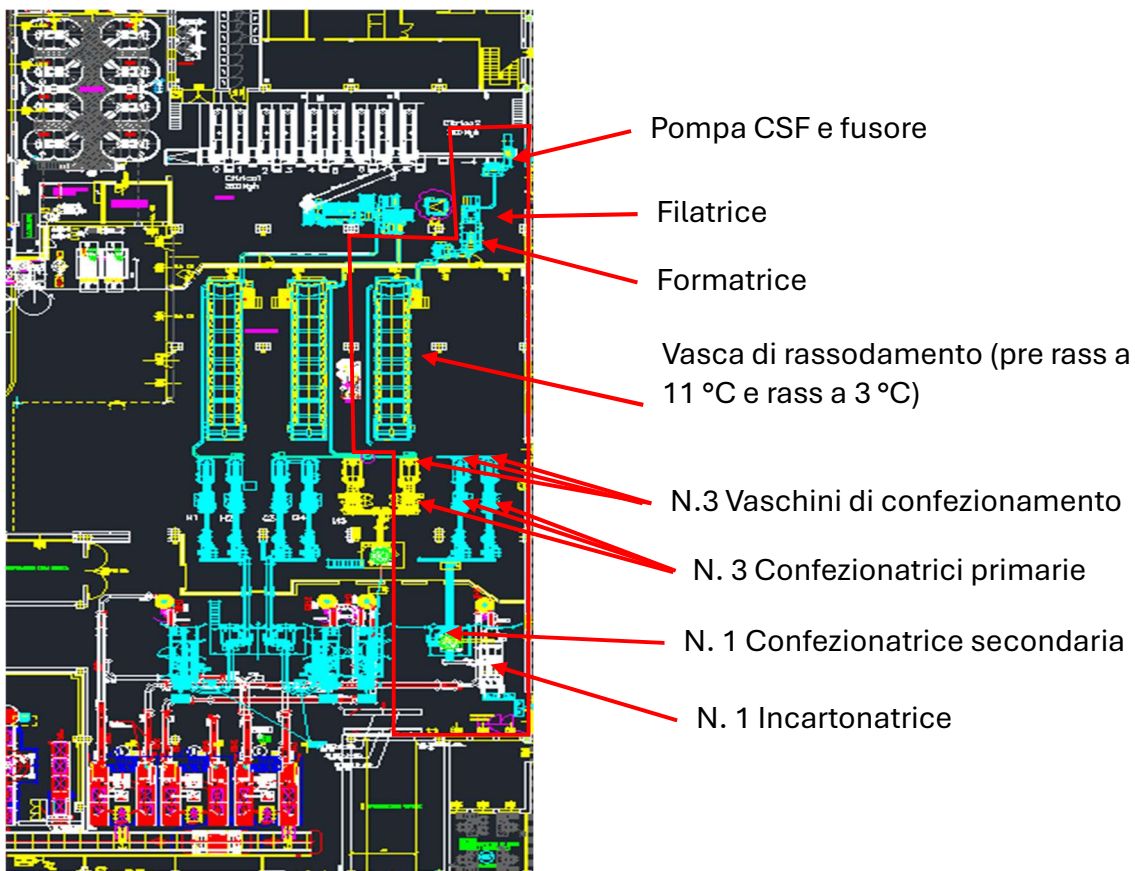 Pompa CSF e fusore
Filatrice
Formatrice
Vasca di rassodamento (pre rass a
11 °C e rass a 3 °C)
N.3 Vaschini di confezionamento
N. 3 Confezionatrici primarie
N. 1 Confezionatrice secondaria
N. 1 Incartonatrice